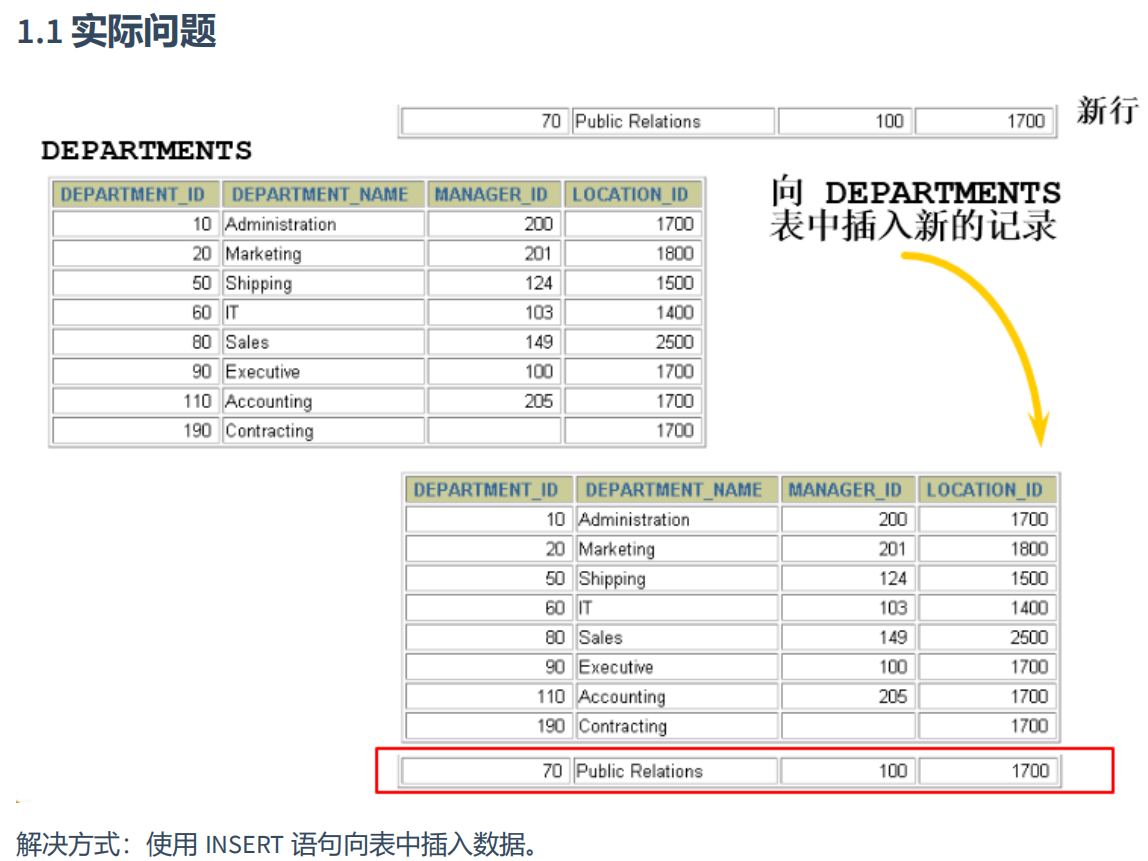 1.1 实际问题
70 Public Relations 100 1700 新行
DEPARTMENTS
DEPARTMENT_ID DEPARTMENT_NAME MANAGER_ID LOCATION_ID
10 Administration 200 1700
20 Marketing 201 1800
50 Shipping 124 1500
60 IT 103 1400
80 Sales 149 2500
90 Executive 100 1700
110 Accounting 205 1700
190 Contracting 1700
向 DEPARTMENTS
表中插入新的记录
DEPARTMENT_ID DEPARTMENT_NAME MANAGER_ID LOCATION_ID
10 Administration 200 1700
20 Marketing 201 1800
50 Shipping 124 1500
60 IT 103 1400
80 Sales 149 2500
90 Executive 100 1700
110 Accounting 205 1700
190 Contracting 1700
70 Public Relations 100 1700
解决方式：使用 INSERT 语句向表中插入数据。